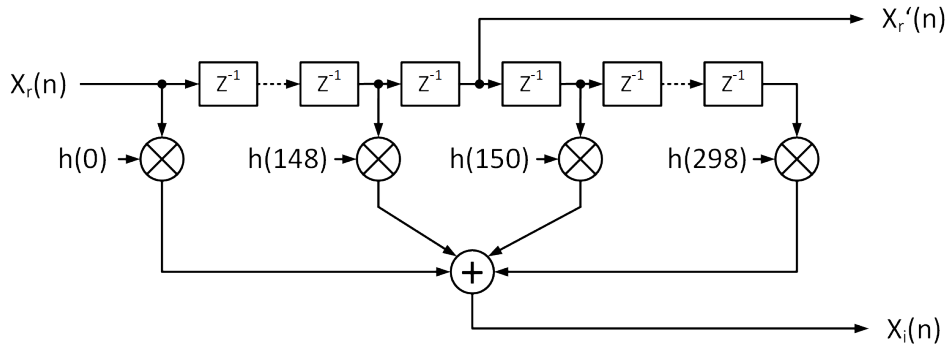 Xr'(n)
Xr(n)
Z-1
Z-1
Z-1
Z-1
Z-1
Z-1
h(0)
h(148)
h(150)
h(298)
+
Xi(n)